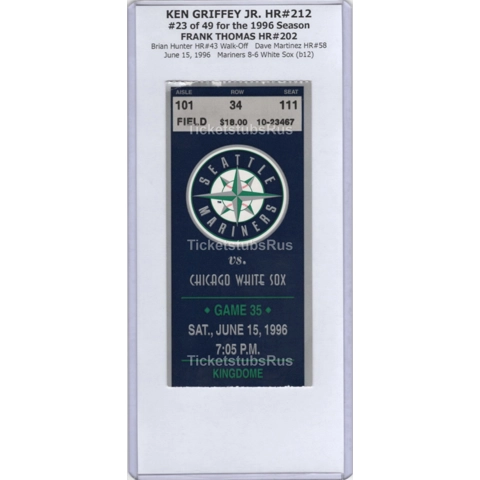 KEN GRIFFEY JR. HR#212
#23 of 49 for the 1996 Season
FRANK THOMAS HR#202
Brian Hunter HR#43 Walk-Off Dave Martinez HR#58
June 15, 1996 Mariners 8-6 White Sox (b12)
AISLE ROW SEAT
101 34 111
FIELD $18.00 10-23467
TicketstubsRus
SEATTLE
MARINERS
TicketstubsRus
vs.
CHICAGO WHITE SOX
GAME 35
SAT., JUNE 15, 1996
7:05 P.M.
TicketstubsRus
KINGDOME